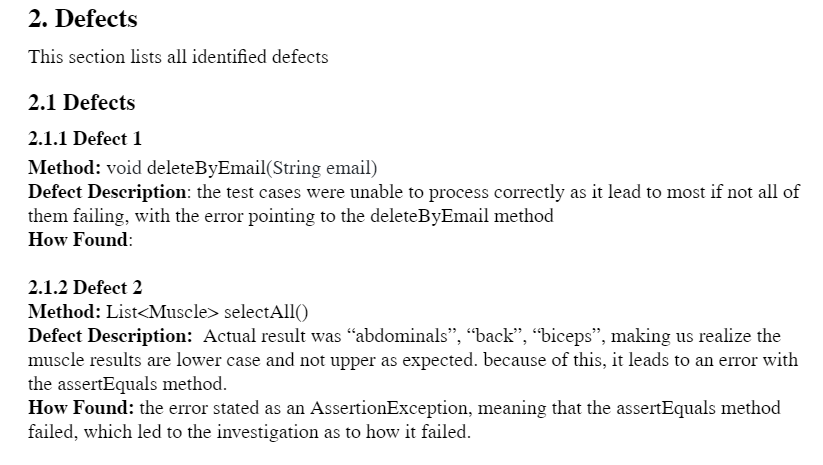 2. Defects
This section lists all identified defects
2.1 Defects
2.1.1 Defect 1
Method: void deleteByEmail(String email)
Defect Description: the test cases were unable to process correctly as it lead to most if not all of
them failing, with the error pointing to the deleteByEmail method
How Found:
2.1.2 Defect 2
Method: List<Muscle> selectAll()
Defect Description:  Actual result was “abdominals”, “back”, “biceps”, making us realize the
muscle results are lower case and not upper as expected. because of this, it leads to an error with
the assertEquals method.
How Found: the error stated as an AssertionException, meaning that the assertEquals method
failed, which led to the investigation as to how it failed.